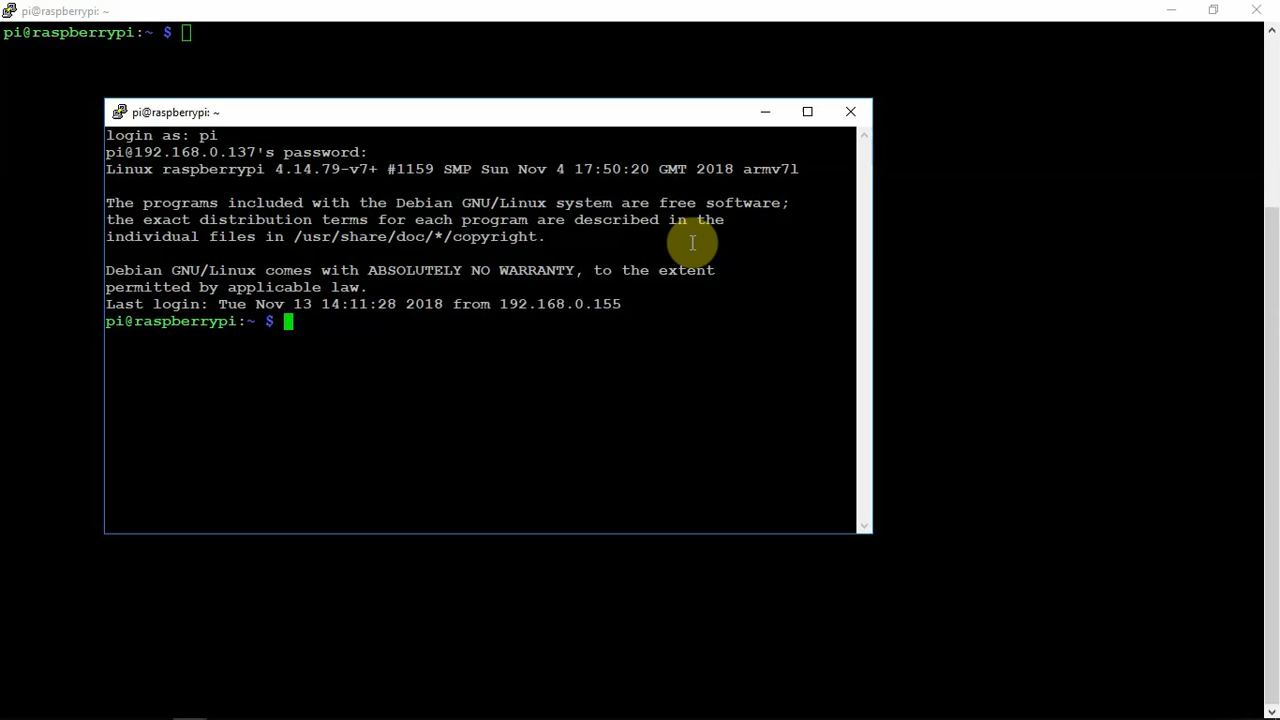 pi@raspberrypi: ~
pi@raspberrypi:~ $
pi@raspberrypi: ~
login as: pi
pi@192.168.0.137's password:
Linux raspberrypi 4.14.79-v7+ #1159 SMP Sun Nov 4 17:50:20 GMT 2018 armv7l
The programs included with the Debian GNU/Linux system are free software;
the exact distribution terms for each program are described in the
individual files in /usr/share/doc/*/copyright.
Debian GNU/Linux comes with ABSOLUTELY NO WARRANTY, to the extent
permitted by applicable law.
Last login: Tue Nov 13 14:11:28 2018 from 192.168.0.155
pi@raspberrypi:~ $